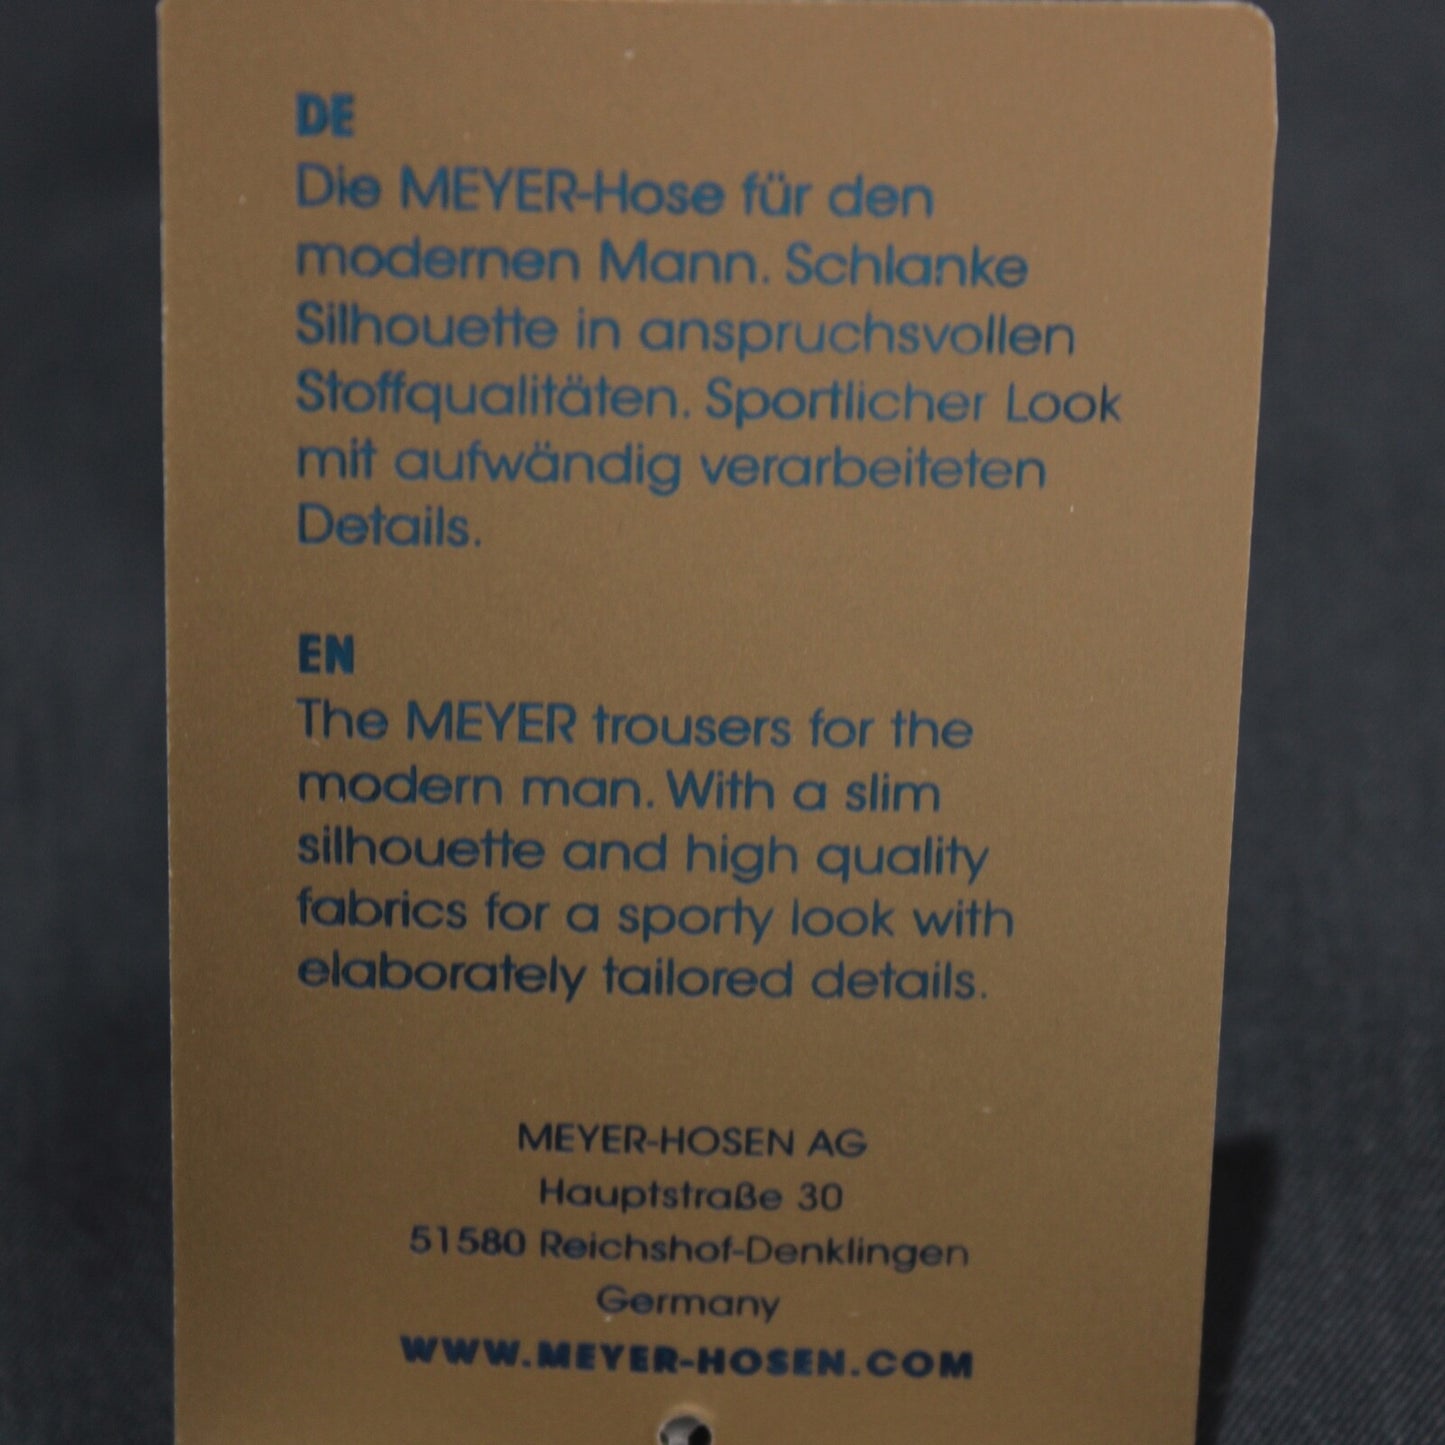 DE
Die MEYER-Hose für den
modernen Mann. Schlanke
Silhouette in anspruchsvollen
Stoffqualitäten. Sportlicher Look
mit aufwändig verarbeiteten
Details.
EN
The MEYER trousers for the
modern man. With a slim
silhouette and high quality
fabrics for a sporty look with
elaborately tailored details.
MEYER-HOSEN AG
Hauptstraße 30
51580 Reichshof-Denklingen
Germany
WWW.MEYER-HOSEN.COM